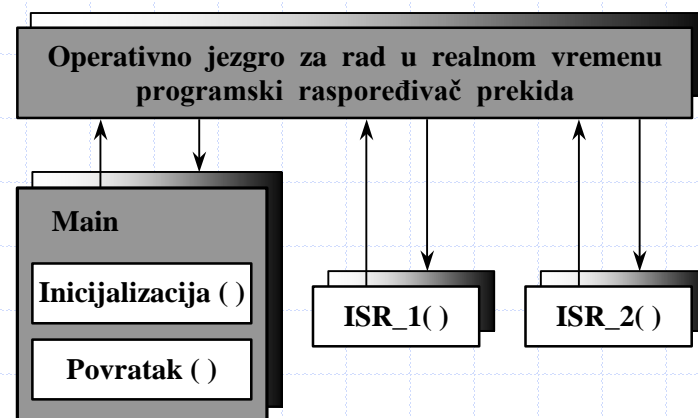 Operativno jezgro za rad u realnom vremenu
programski raspoređivač prekida
Main
Inicijalizacija ( )
Povratak ( )
ISR_1( )
ISR_2( )